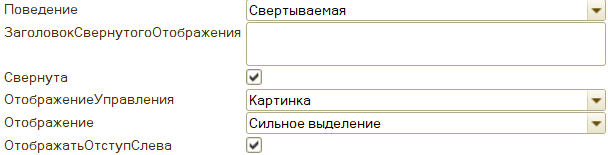 Поведение Свертываемая
ЗаголовокСвернутогоОтображения
Свернута
ОтображениеУправления Картинка
Отображение Сильное выделение
ОтображатьОтступСлева